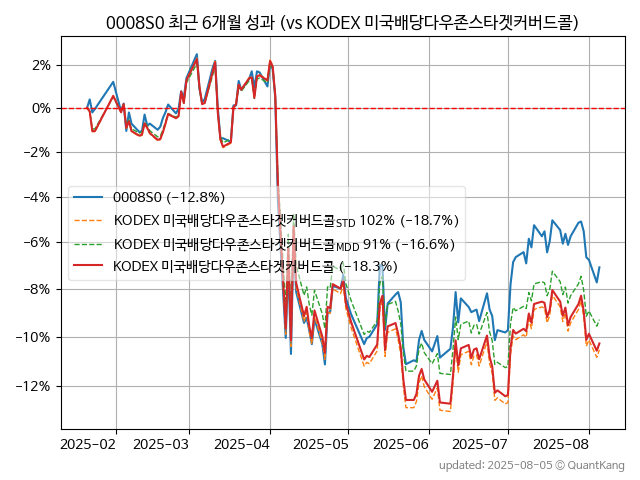 0008S0 최근 6개월 성과 (vs KODEX 미국배당다우존스타겟커버드콜)
2%
0%
−2%
−4%
−6%
−8%
−10%
−12%
0008S0 (−12.8%)
KODEX 미국배당다우존스타겟커버드콜STD 102% (−18.7%)
KODEX 미국배당다우존스타겟커버드콜MDD 91% (−16.6%)
KODEX 미국배당다우존스타겟커버드콜 (−18.3%)
2025-02 2025-03 2025-04 2025-05 2025-06 2025-07 2025-08
updated: 2025-08-05 © QuantKang